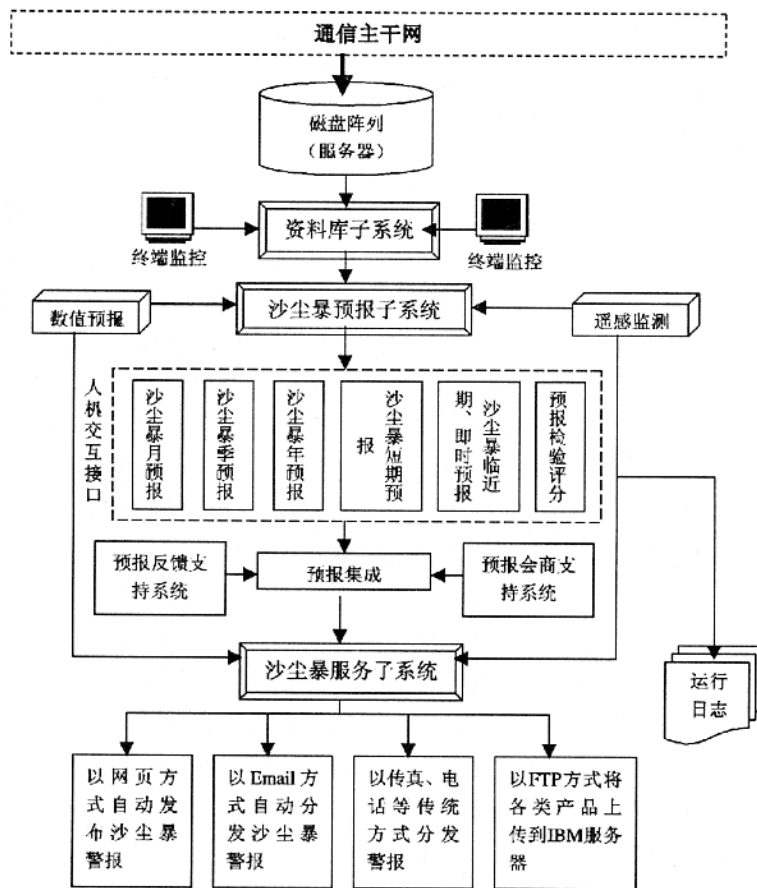 通信主干网
磁盘阵列
（服务器）
资料库子系统
终端监控
终端监控
数值预报
沙尘暴预报子系统
遥感监测
人机交互接口
沙尘暴月预报
沙尘暴季预报
沙尘暴年预报
沙尘暴短期预
报
沙尘暴临近
期、即时预报
预报检验评分
预报反馈支
持系统
预报集成
预报会商支
持系统
沙尘暴服务子系统
运行
日志
以网页方
式自动发
布沙尘暴
警报
以Email方
式自动分
发沙尘暴
警报
以传真、电
话等传统
方式分发
警报
以FTP方式将
各类产品上
传到IBM服务
器